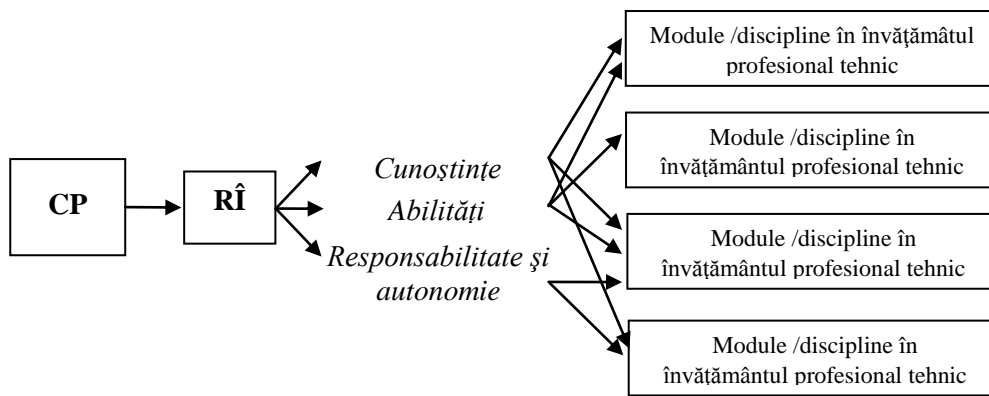 Module /discipline în învăţămâtul
profesional tehnic
Module /discipline în
învăţământul profesional tehnic
CP
RÎ
Cunoştinţe
Abilităţi
Responsabilitate şi
autonomie
Module /discipline în
învăţământul profesional tehnic
Module /discipline în
învăţământul profesional tehnic